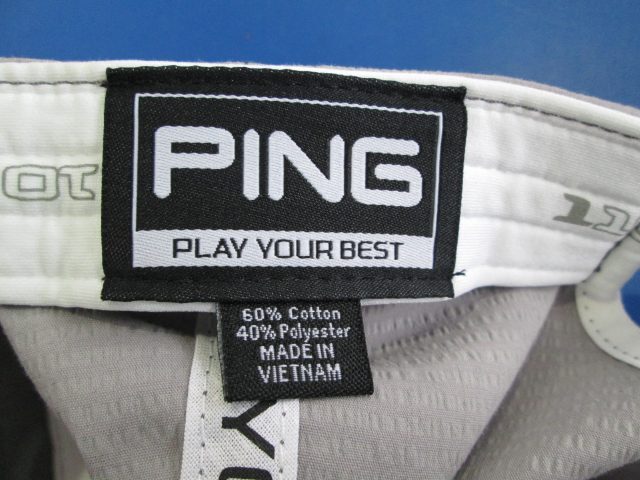 PING
PLAY YOUR BEST
60% Cotton
40% Polyester
MADE IN
VIETNAM